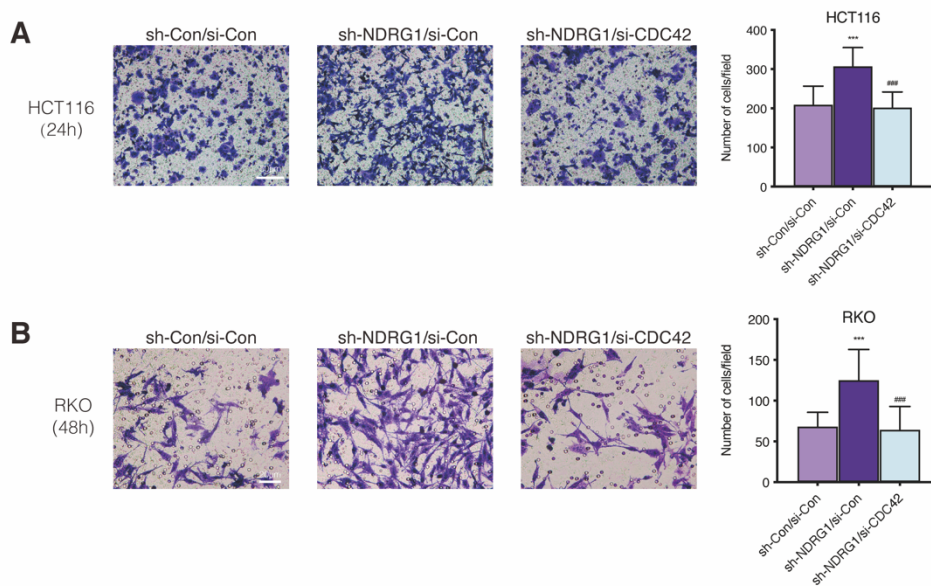 A
sh-Con/si-Con
sh-NDRG1/si-Con
sh-NDRG1/si-CDC42
HCT116
(24h)
HCT116
Number of cells/field
400
300
200
100
0
***
###
sh-Con/si-Con
sh-NDRG1/si-Con
sh-NDRG1/si-CDC42
B
sh-Con/si-Con
sh-NDRG1/si-Con
sh-NDRG1/si-CDC42
RKO
(48h)
RKO
Number of cells/field
200
150
100
50
0
***
###
sh-Con/si-Con
sh-NDRG1/si-Con
sh-NDRG1/si-CDC42